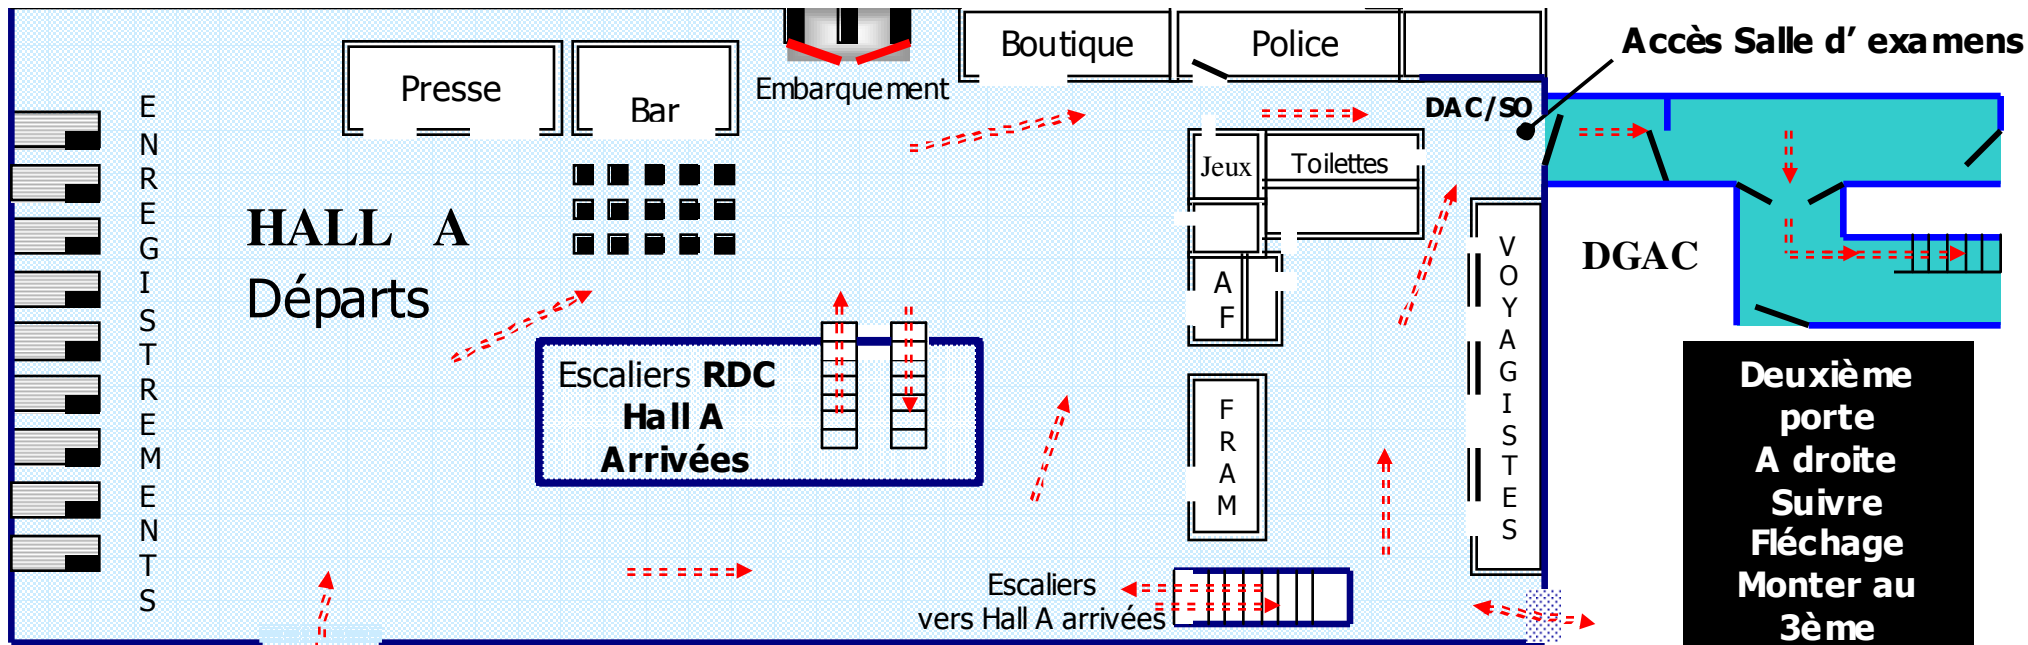 Boutique
Police
Accès Salle d’ examens
Presse
Bar
Embarquement
DAC/SO
ENREGISTREMENTS
Jeux
Toilettes
HALL A
Départs
DGAC
VOYAGISTES
AF
Escaliers RDC
Hall A
Arrivées
FRAM
Deuxième
porte
A droite
Suivre
Fléchage
Monter au
3ème
Escaliers
vers Hall A arrivées